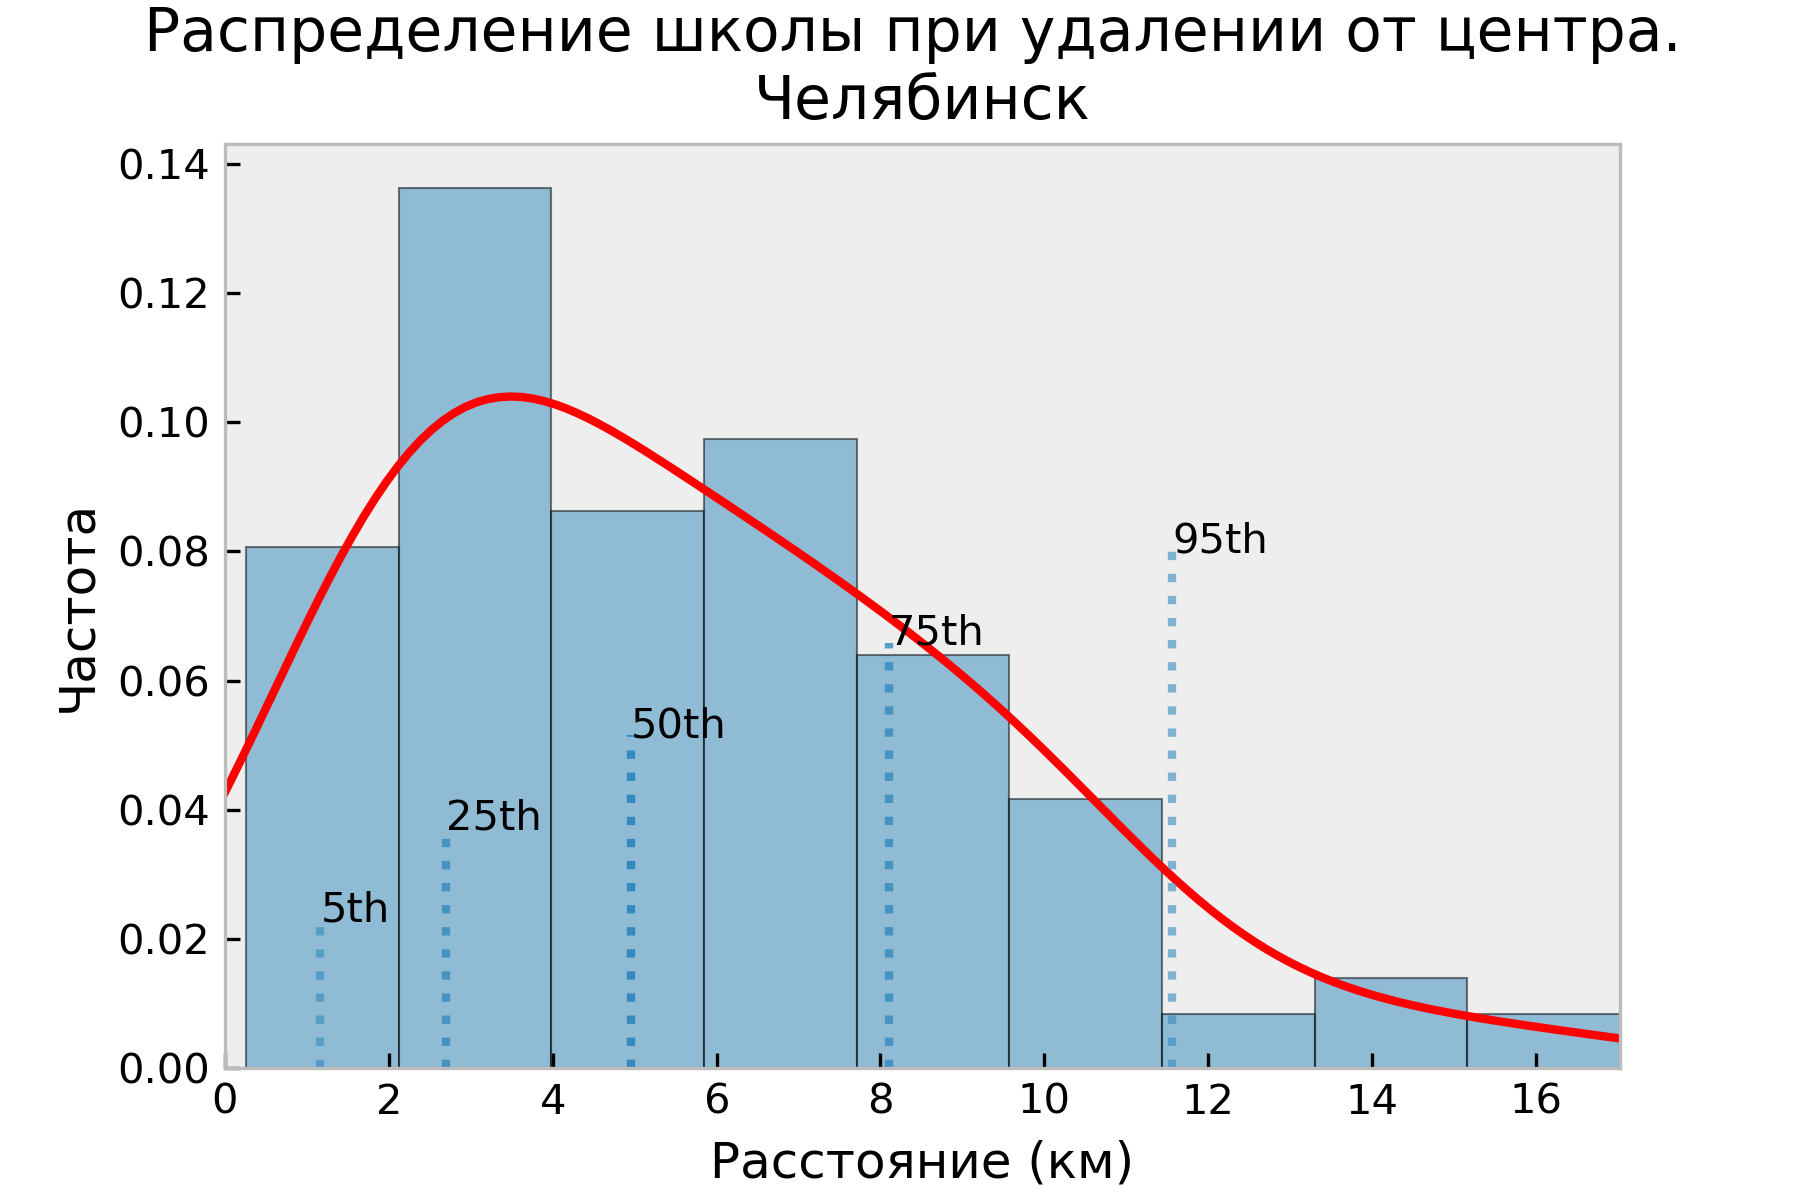 Распределение школы при удалении от центра.
Челябинск
0.14
0.12
0.10
0.08
0.06
0.04
0.02
0.00
Частота
5th
25th
50th
75th
95th
0 2 4 6 8 10 12 14 16
Расстояние (км)